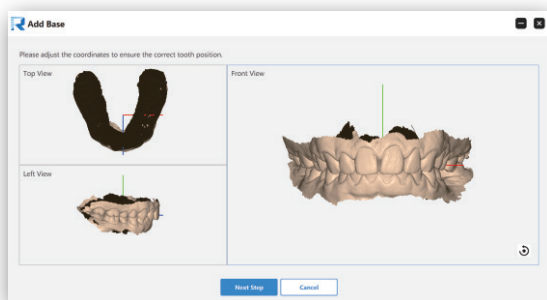 Add Base
Please adjust the coordinates to ensure the correct tooth position.
Top View
Front View
Left View
Next Step
Cancel